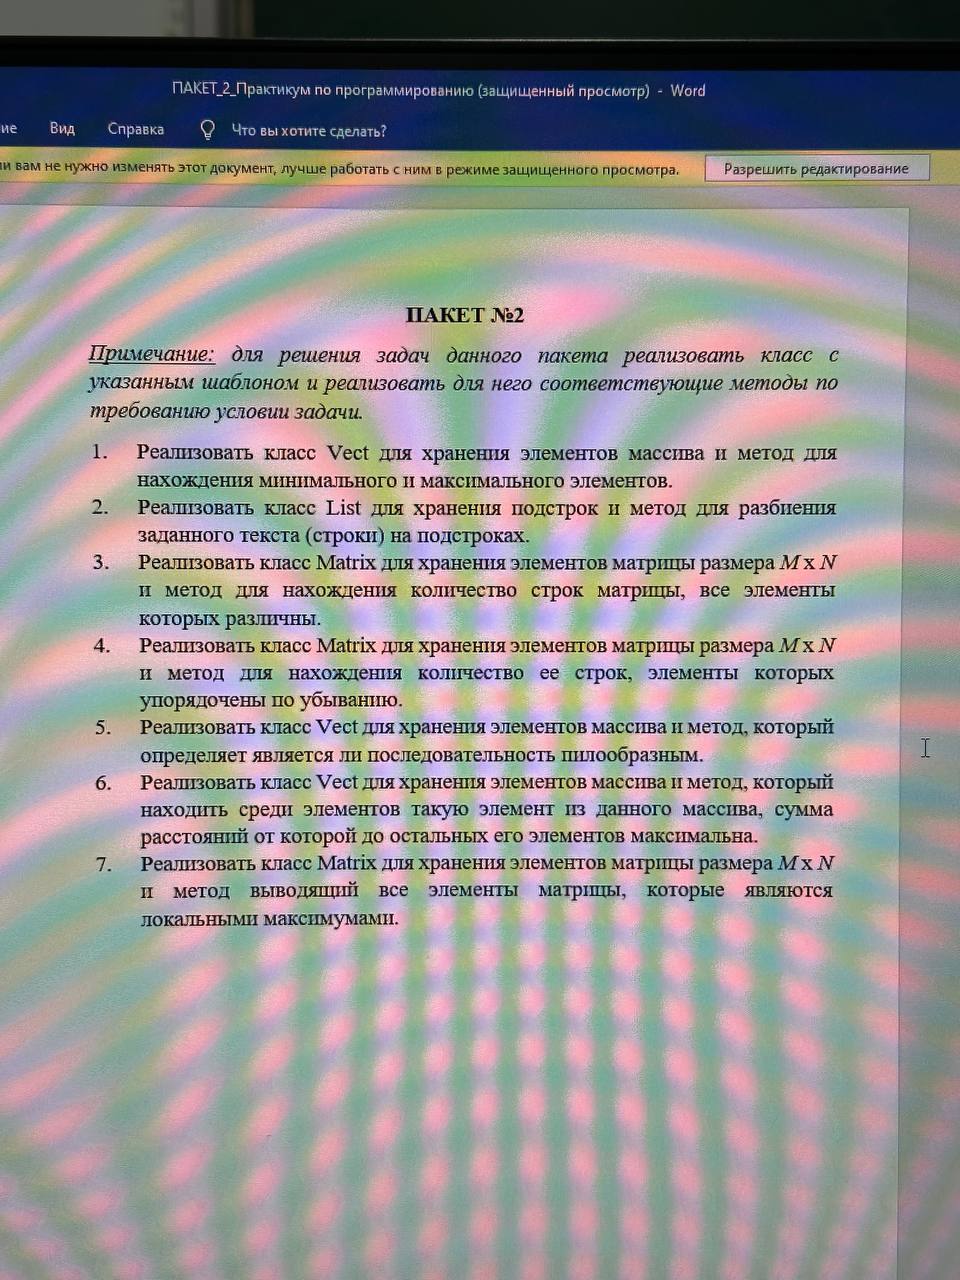 ПАКЕТ_2_Практикум по программированию (защищенный просмотр) - Word
ие Вид Справка Что вы хотите сделать?
ли вам не нужно изменять этот документ, лучше работать с ним в режиме защищенного просмотра. Разрешить редактирование
ПАКЕТ №2
Примечание: для решения задач данного пакета реализовать класс с
указанным шаблоном и реализовать для него соответствующие методы по
требованию условии задачи.
1. Реализовать класс Vect для хранения элементов массива и метод для
нахождения минимального и максимального элементов.
2. Реализовать класс List для хранения подстрок и метод для разбиения
заданного текста (строки) на подстроках.
3. Реализовать класс Matrix для хранения элементов матрицы размера M x N
и метод для нахождения количество строк матрицы, все элементы
которых различны.
4. Реализовать класс Matrix для хранения элементов матрицы размера M x N
и метод для нахождения количество ее строк, элементы которых
упорядочены по убыванию.
5. Реализовать класс Vect для хранения элементов массива и метод, который
определяет является ли последовательность пилообразным.
6. Реализовать класс Vect для хранения элементов массива и метод, который
находить среди элементов такую элемент из данного массива, сумма
расстояний от которой до остальных его элементов максимальна.
7. Реализовать класс Matrix для хранения элементов матрицы размера M x N
и метод выводящий все элементы матрицы, которые являются
локальными максимумами.